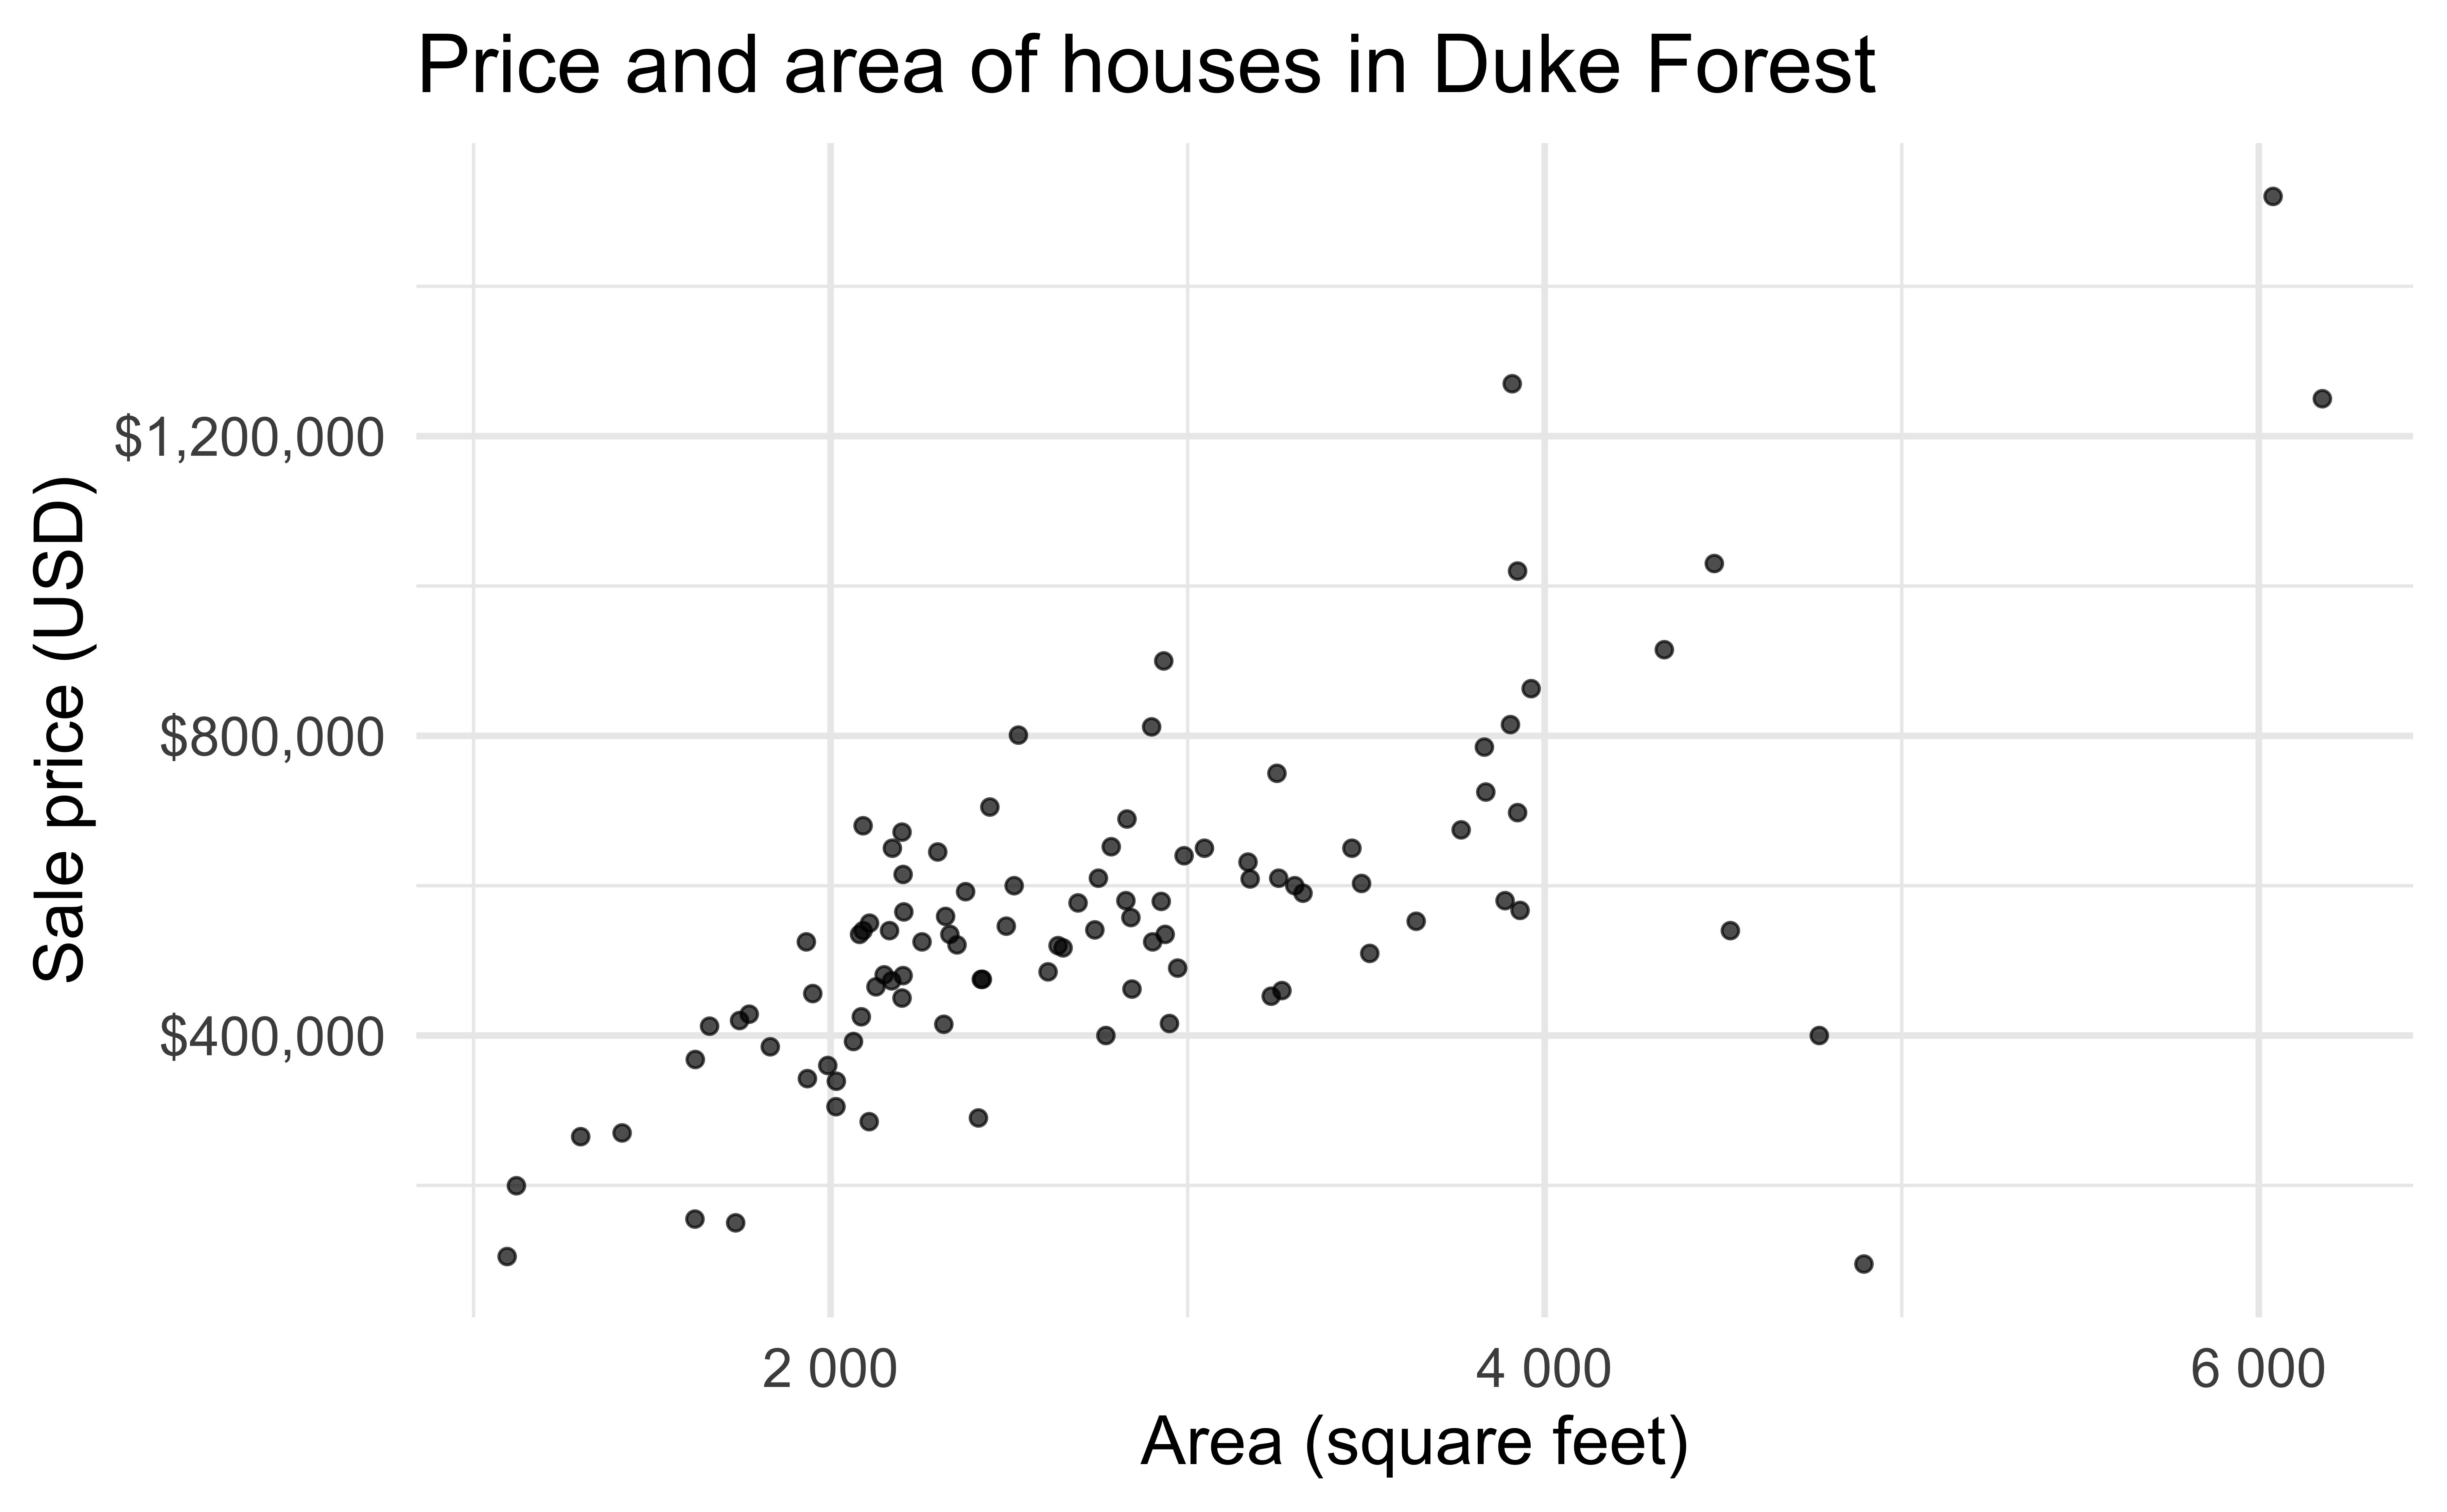 Price and area of houses in Duke Forest
Sale price (USD)
$1,200,000
$800,000
$400,000
2 000
4 000
6 000
Area (square feet)